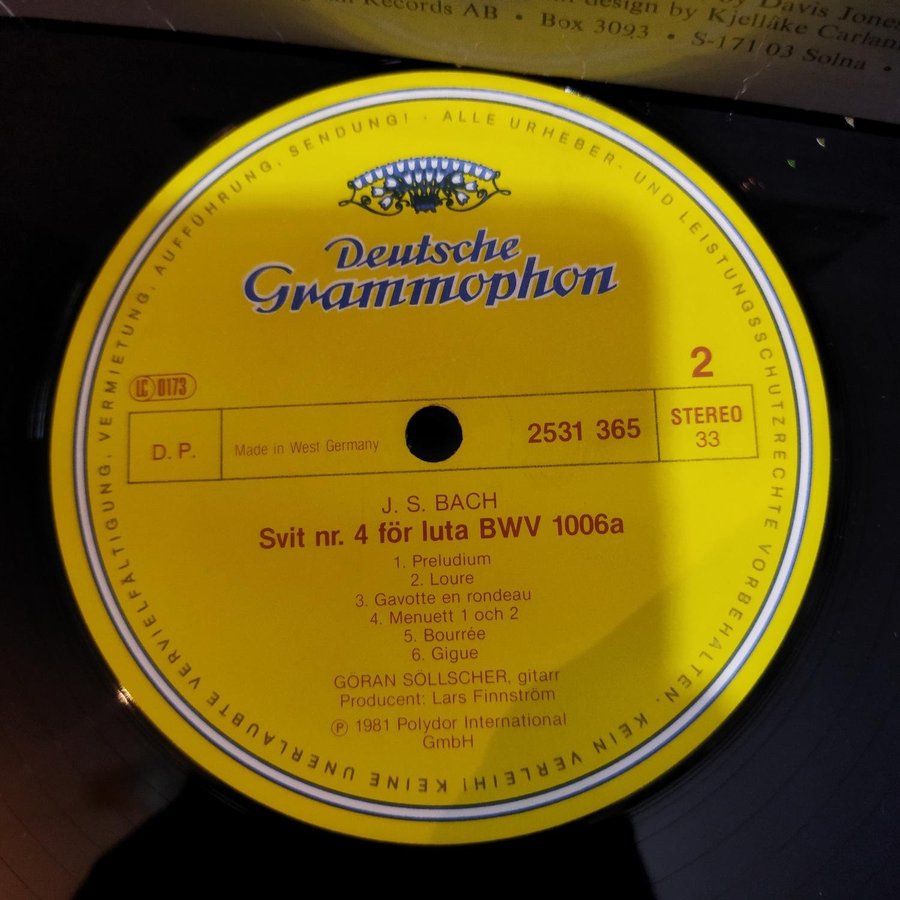 Davis Jones
design by Kjellåke
Records AB • Box 3093 • S-171 03 Solna •
ALLE URHEBER- UND LEISTUNGSSCHUTZRECHTE VORBEHALTEN. KEIN VERLEIH! KEINE UNERLAUBTE VERVIELFÄLTIGUNG, VERMIETUNG, AUFFÜHRUNG, SENDUNG! ·
Deutsche
Grammophon
LC 0173
2
D. P.
Made in West Germany
2531 365
STEREO
33
J. S. BACH
Svit nr. 4 för luta BWV 1006a
1. Preludium
2. Loure
3. Gavotte en rondeau
4. Menuett 1 och 2
5. Bourrée
6. Gigue
GÖRAN SÖLLSCHER, gitarr
Producent: Lars Finnström
℗ 1981 Polydor International
GmbH